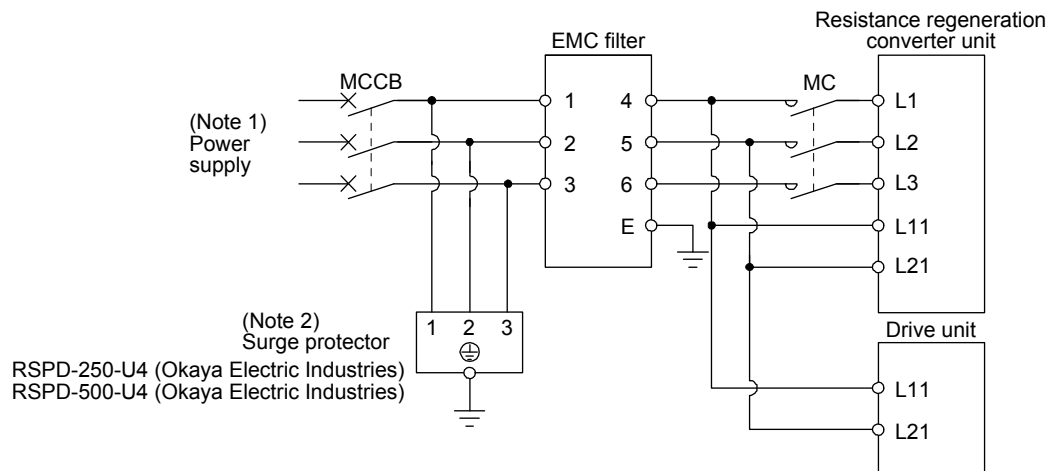 Resistance regeneration
converter unit
EMC filter
MCCB
MC
(Note 1)
Power
supply
1
4
L1
2
5
L2
3
6
L3
E
L11
L21
(Note 2)
Surge protector
RSPD-250-U4 (Okaya Electric Industries)
RSPD-500-U4 (Okaya Electric Industries)
1 2 3
Drive unit
L11
L21